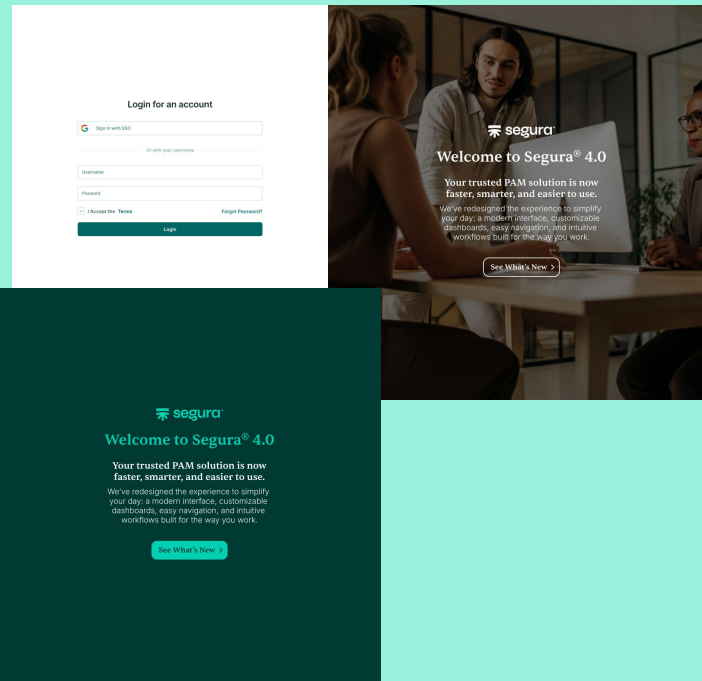 Login for an account
Sign in with SSO
Or with your username
Username
Password
I Accept the Terms
Forgot Password?
Login
segura
Welcome to Segura® 4.0
Your trusted PAM solution is now
faster, smarter, and easier to use.
We've redesigned the experience to simplify
your day: a modern interface, customizable
dashboards, easy navigation, and intuitive
workflows built for the way you work.
See What's New >
segura
Welcome to Segura® 4.0
Your trusted PAM solution is now
faster, smarter, and easier to use.
We've redesigned the experience to simplify
your day: a modern interface, customizable
dashboards, easy navigation, and intuitive
workflows built for the way you work.
See What's New >